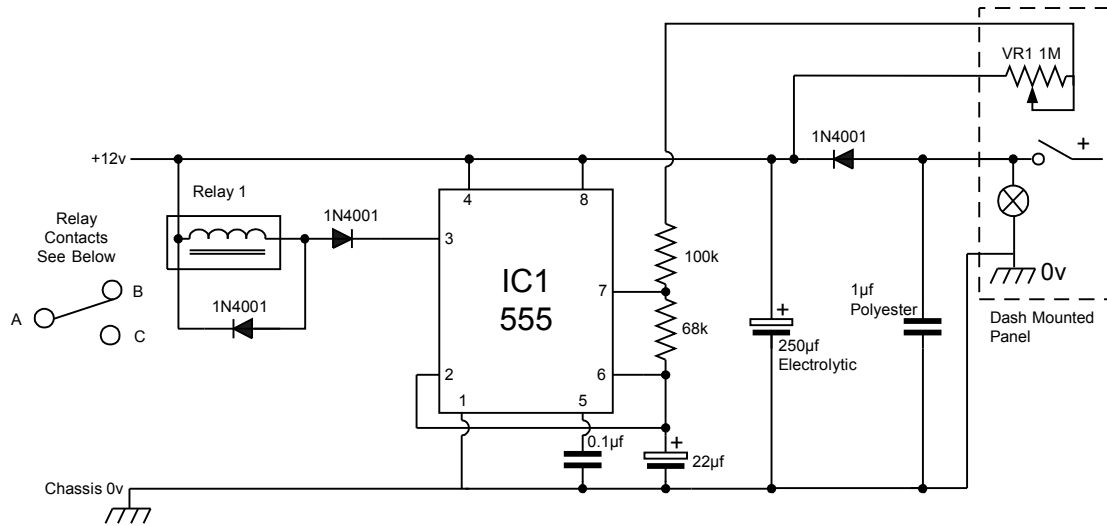 VR1 1M
+12v
1N4001
+
Relay 1
4
8
Relay
Contacts
See Below
1N4001
3
IC1
555
100k
0v
A
B
C
1N4001
7
68k
+
250µf
Electrolytic
1µf
Polyester
Dash Mounted
Panel
2
6
1
5
0.1µf
+
22µf
Chassis 0v